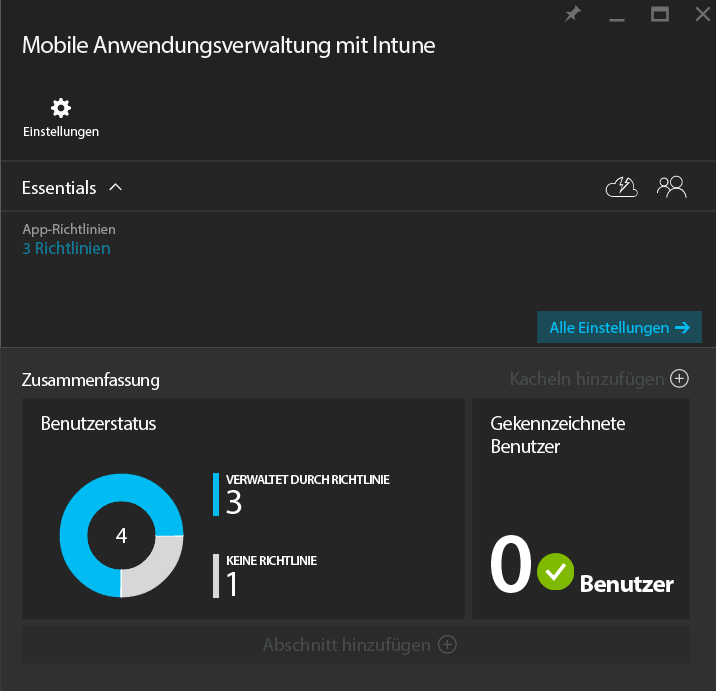 Mobile Anwendungsverwaltung mit Intune
Einstellungen
Essentials
App-Richtlinien
3 Richtlinien
Alle Einstellungen
Zusammenfassung
Kacheln hinzufügen
Benutzerstatus
4
VERWALTET DURCH RICHTLINIE
3
KEINE RICHTLINIE
1
Gekennzeichnete
Benutzer
0 Benutzer
Abschnitt hinzufügen